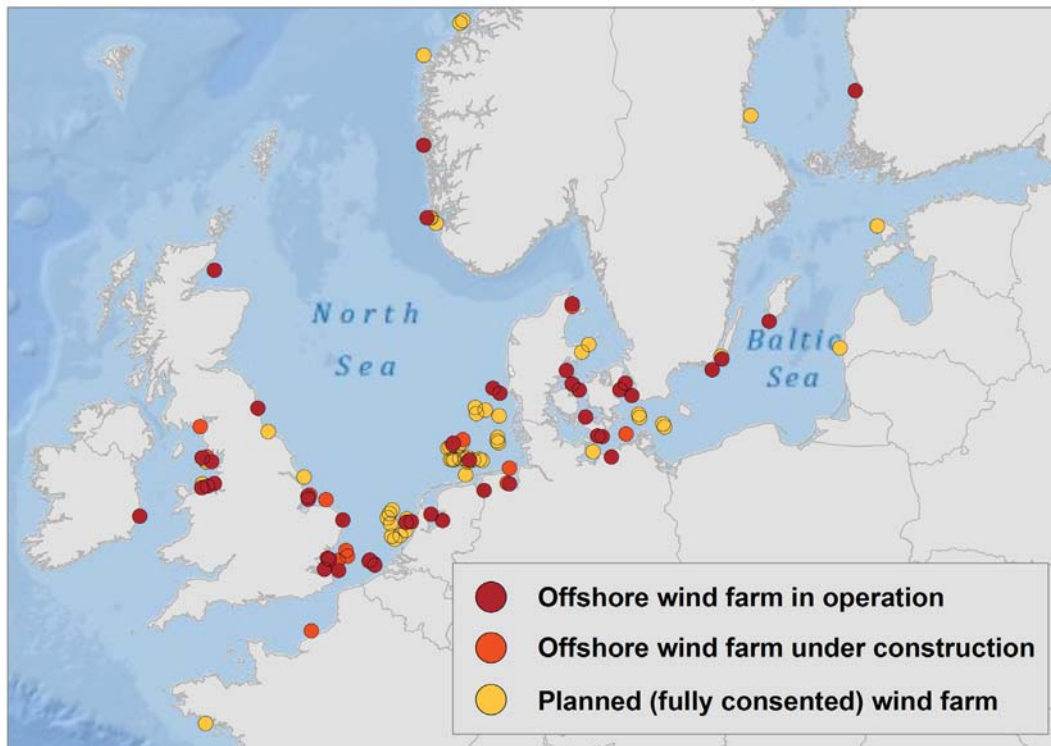 North
Sea
Baltic
Sea
Offshore wind farm in operation
Offshore wind farm under construction
Planned (fully consented) wind farm